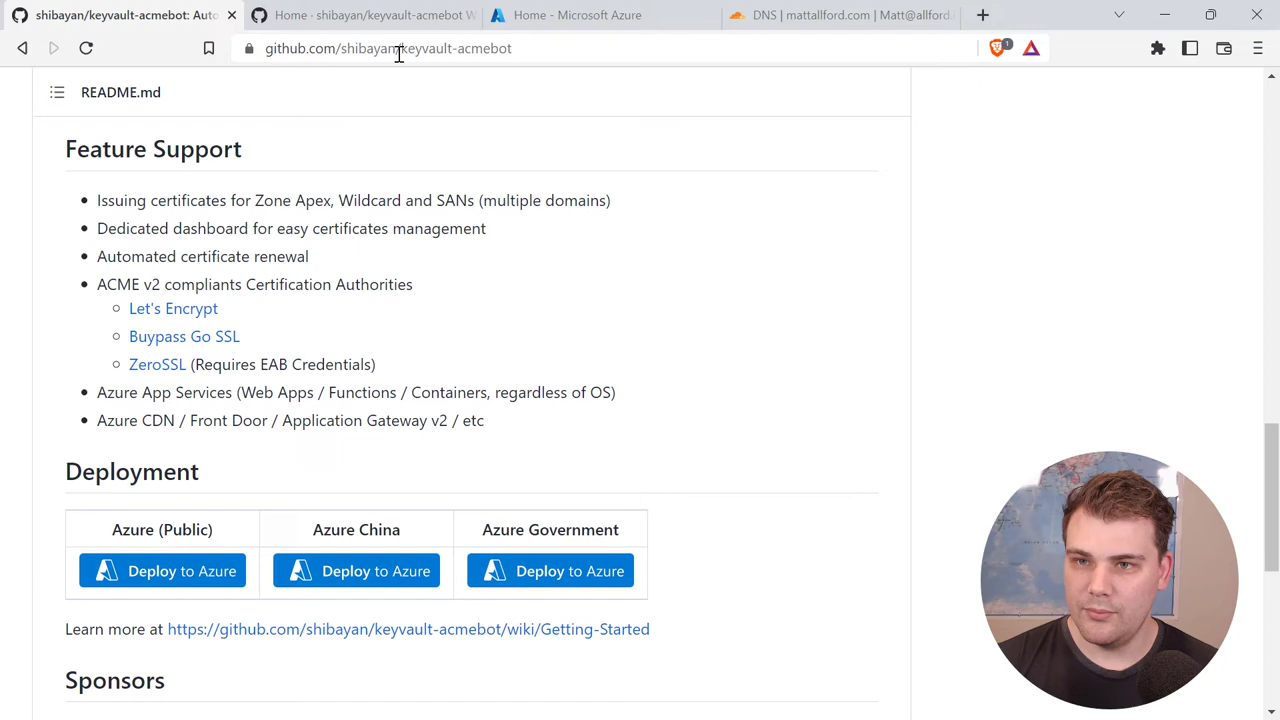 shibayan/keyvault-acmebot: Auto
Home · shibayan/keyvault-acmebot W
Home - Microsoft Azure
DNS | mattallford.com | Matt@allford.
github.com/shibayan/keyvault-acmebot
1
README.md
Feature Support
Issuing certificates for Zone Apex, Wildcard and SANs (multiple domains)
Dedicated dashboard for easy certificates management
Automated certificate renewal
ACME v2 compliants Certification Authorities
Let's Encrypt
Buypass Go SSL
ZeroSSL (Requires EAB Credentials)
Azure App Services (Web Apps / Functions / Containers, regardless of OS)
Azure CDN / Front Door / Application Gateway v2 / etc
Deployment
Azure (Public) Azure China Azure Government
Deploy to Azure Deploy to Azure Deploy to Azure
Learn more at https://github.com/shibayan/keyvault-acmebot/wiki/Getting-Started
Sponsors